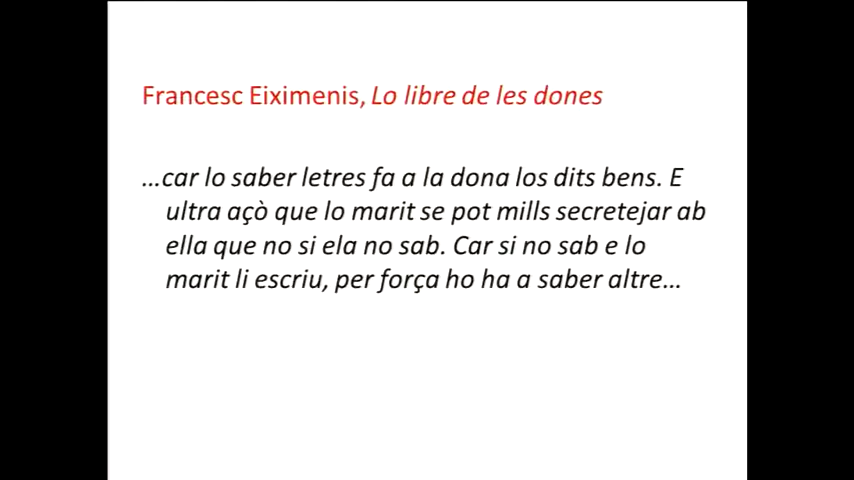 Francesc Eiximenis, Lo libre de les dones
...car lo saber letres fa a la dona los dits bens. E
ultra açò que lo marit se pot mills secretejar ab
ella que no si ela no sab. Car si no sab e lo
marit li escriu, per força ho ha a saber altre...